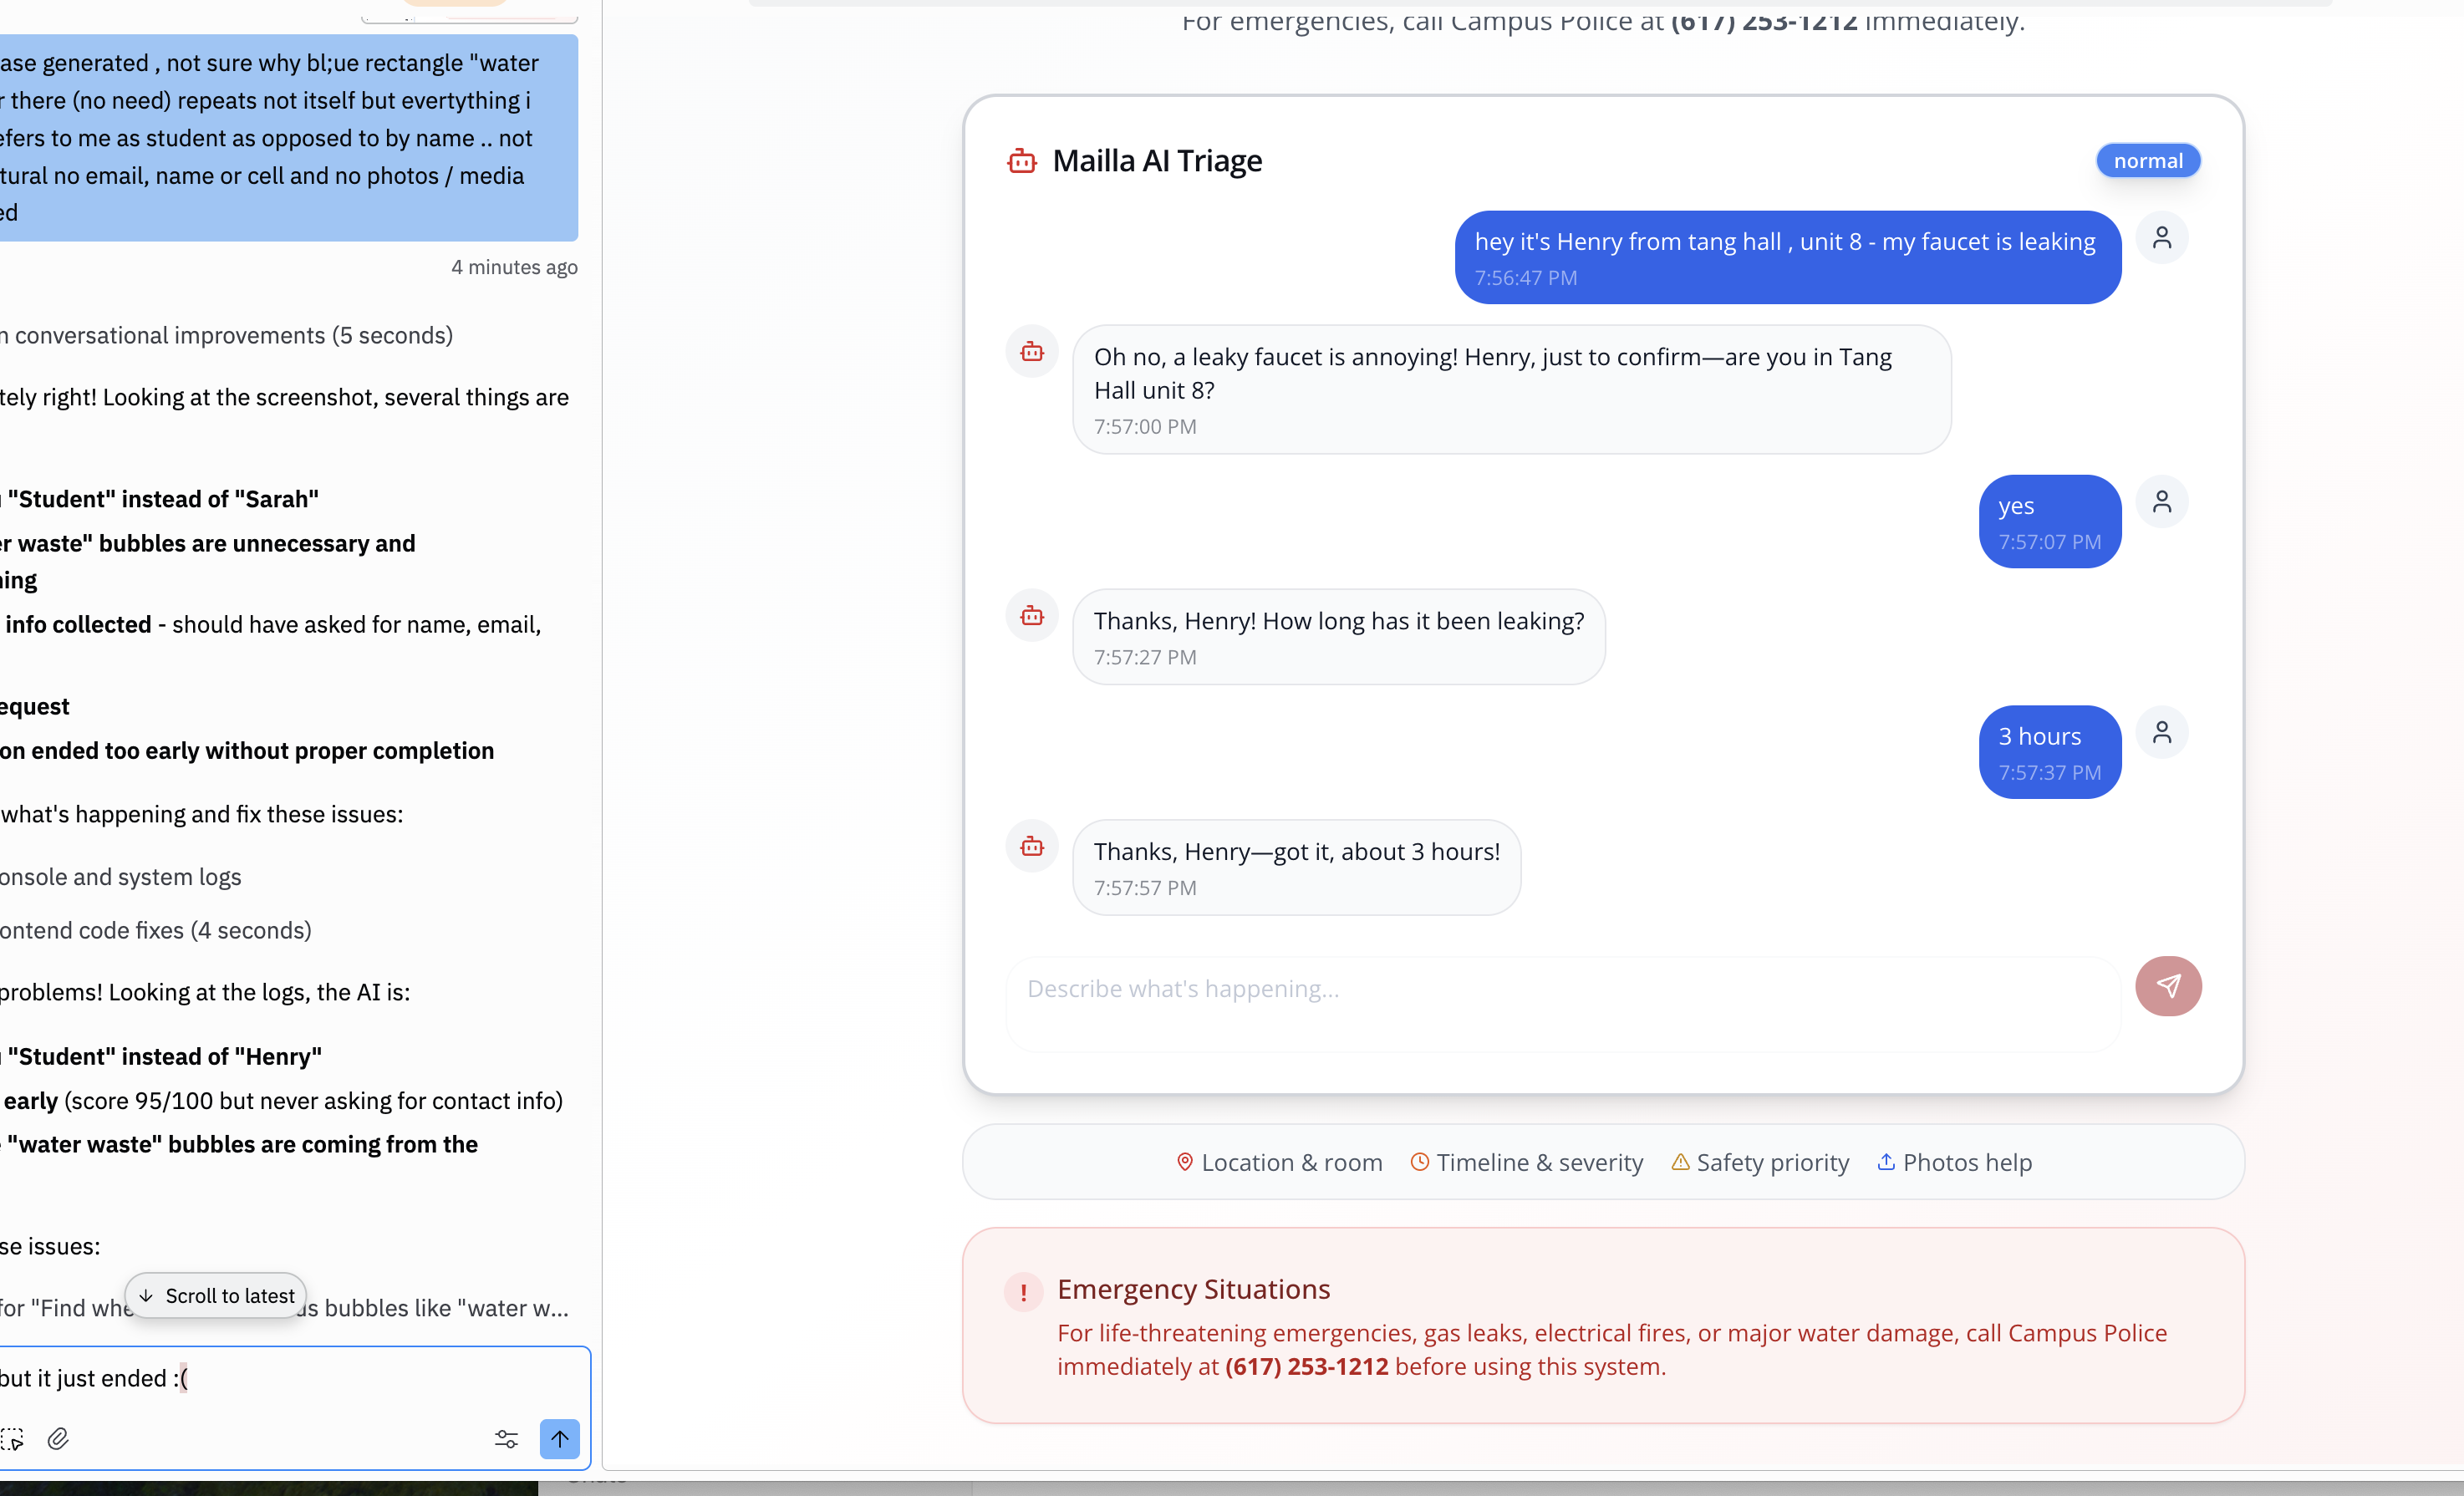 ase generated , not sure why bl;ue rectangle "water
r there (no need) repeats not itself but evertything i
efers to me as student as opposed to by name .. not
tural no email, name or cell and no photos / media
ed
4 minutes ago
n conversational improvements (5 seconds)
tely right! Looking at the screenshot, several things are
"Student" instead of "Sarah"
er waste" bubbles are unnecessary and
ning
info collected - should have asked for name, email,
equest
on ended too early without proper completion
what's happening and fix these issues:
onsole and system logs
ontend code fixes (4 seconds)
problems! Looking at the logs, the AI is:
"Student" instead of "Henry"
early (score 95/100 but never asking for contact info)
"water waste" bubbles are coming from the
se issues:
for "Find whe
s bubbles like "water w...
Scroll to latest
but it just ended :(
For emergencies, call Campus Police at (617) 253-1212 immediately.
Mailla AI Triage
normal
hey it's Henry from tang hall , unit 8 - my faucet is leaking
7:56:47 PM
Oh no, a leaky faucet is annoying! Henry, just to confirm—are you in Tang
Hall unit 8?
7:57:00 PM
yes
7:57:07 PM
Thanks, Henry! How long has it been leaking?
7:57:27 PM
3 hours
7:57:37 PM
Thanks, Henry—got it, about 3 hours!
7:57:57 PM
Describe what's happening...
Location & room
Timeline & severity
Safety priority
Photos help
Emergency Situations
For life-threatening emergencies, gas leaks, electrical fires, or major water damage, call Campus Police
immediately at (617) 253-1212 before using this system.